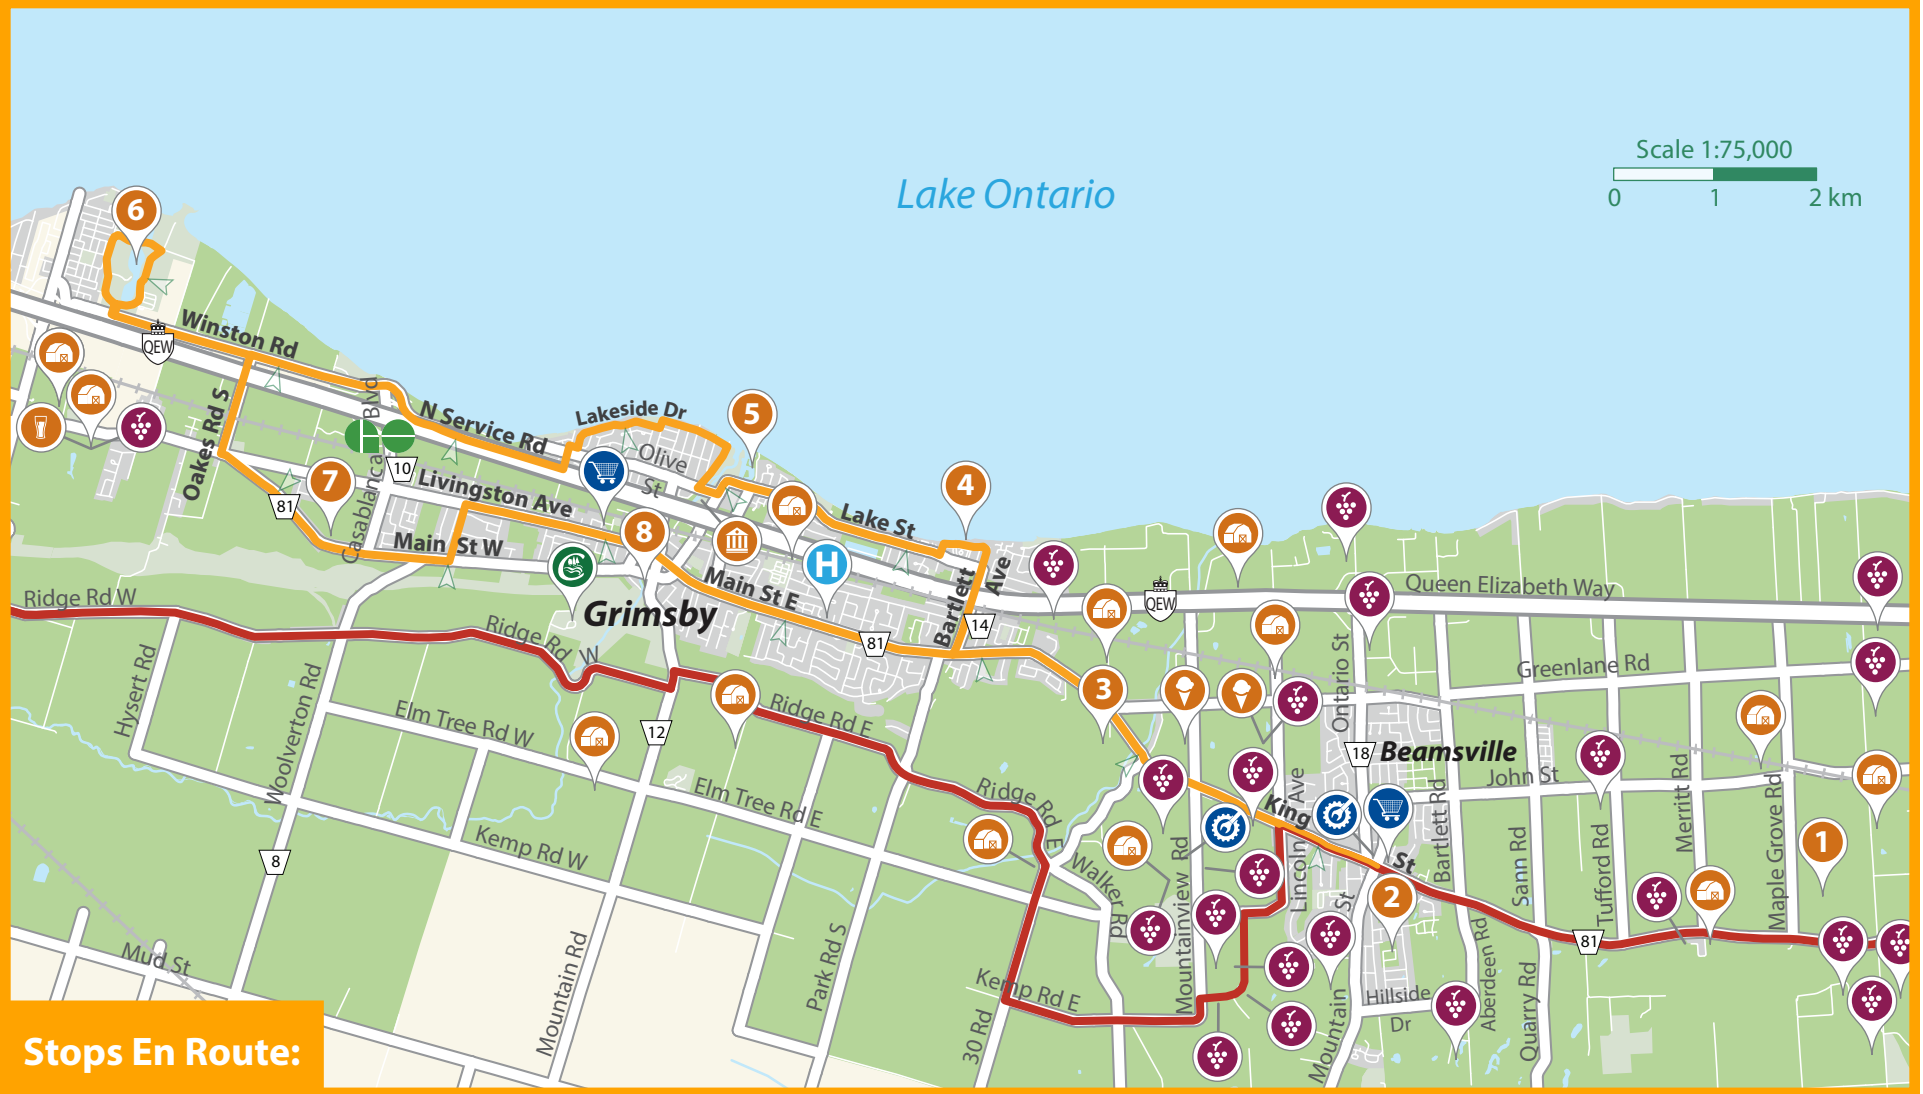 Lake Ontario
Scale 1:75,000
0
1
2 km
6
QEW
Winston Rd
Oakes Rd S
81
7
Casablanca
Blvd
10
N Service Rd
Lakeside Dr
5
Olive
St
Livingston Ave
8
Main St W
Grimsby
H
Main St E
Lake St
4
Bartlett
Ave
14
81
QEW
Queen Elizabeth Way
Greenlane Rd
3
Ontario St
18
Beamsville
John St
Ridge Rd W
Ridge Rd
W
Hysert Rd
Woolverton Rd
8
Elm Tree Rd W
12
Ridge Rd E
Elm Tree Rd E
Kemp Rd W
Ridge Rd E
Walker Rd
Mountainview Rd
King
St
Lincoln Ave
Bartlett Rd
Sann Rd
Tufford Rd
Merritt Rd
Maple Grove Rd
1
2
81
Mud St
Mountain Rd
Park Rd S
30 Rd
Kemp Rd E
Mountain
St
Hillside
Dr
Aberdeen Rd
Quarry Rd
Stops En Route: